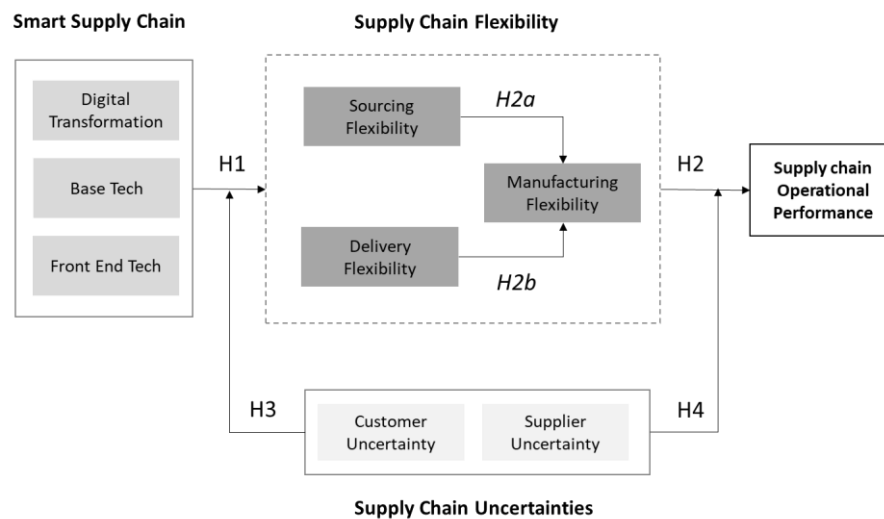 Smart Supply Chain
Supply Chain Flexibility
Digital
Transformation
Base Tech
Front End Tech
H1
Sourcing
Flexibility
H2a
Manufacturing
Flexibility
Delivery
Flexibility
H2b
H2
Supply chain
Operational
Performance
H3
Customer
Uncertainty
Supplier
Uncertainty
H4
Supply Chain Uncertainties